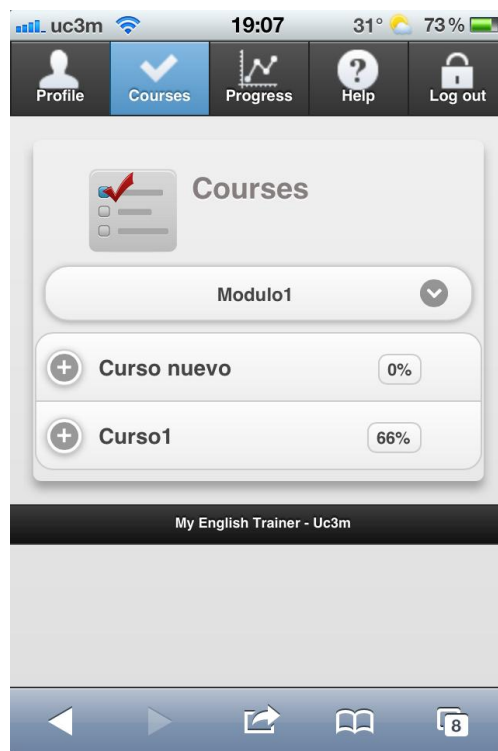 uc3m 19:07 31° 73%
Profile Courses Progress Help Log out
Courses
Modulo1
Curso nuevo 0%
Curso1 66%
My English Trainer - Uc3m
8